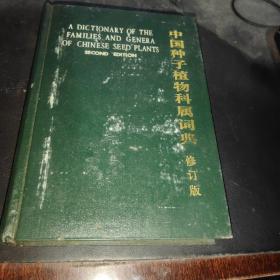 A DICTIONARY OF THE
FAMILIES AND GENERA
OF CHINESE SEED PLANTS
SECOND EDITION
中国种子植物科属词典 修订版